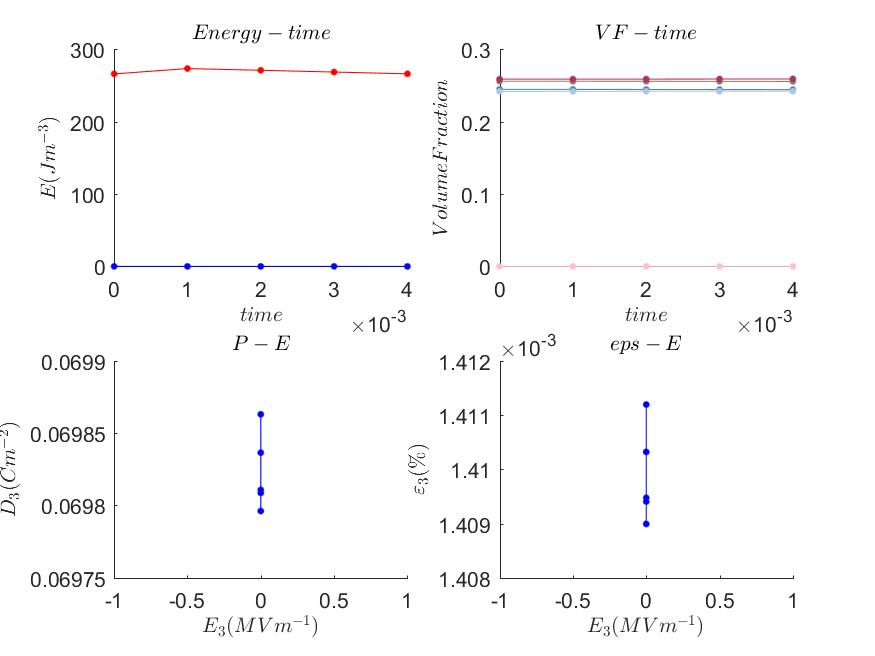 Energy − time
300
200
100
0
E(Jm−3)
0 1 2 3 4
time
×10-3
VF − time
0.3
0.2
0.1
0
VolumeFraction
0 1 2 3 4
time
×10-3
P − E
0.0699
0.06985
0.0698
0.06975
D3(Cm−2)
-1 -0.5 0 0.5 1
E3(MVm−1)
×10-3
eps − E
1.412
1.411
1.41
1.409
1.408
ε3(%)
-1 -0.5 0 0.5 1
E3(MVm−1)